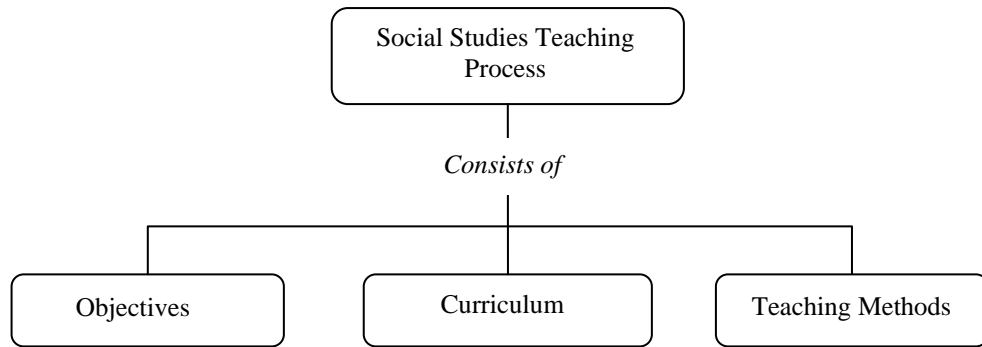 Social Studies Teaching
Process
Consists of
Objectives
Curriculum
Teaching Methods